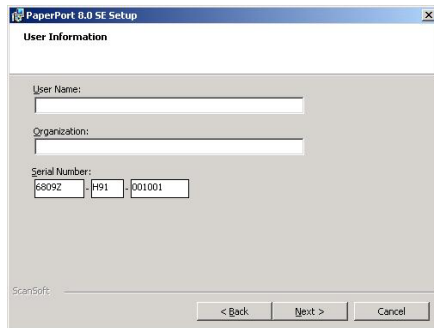 PaperPort 8.0 SE Setup
User Information
User Name:
Organization:
Serial Number:
6809Z - H91 - 001001
ScanSoft
< Back Next > Cancel